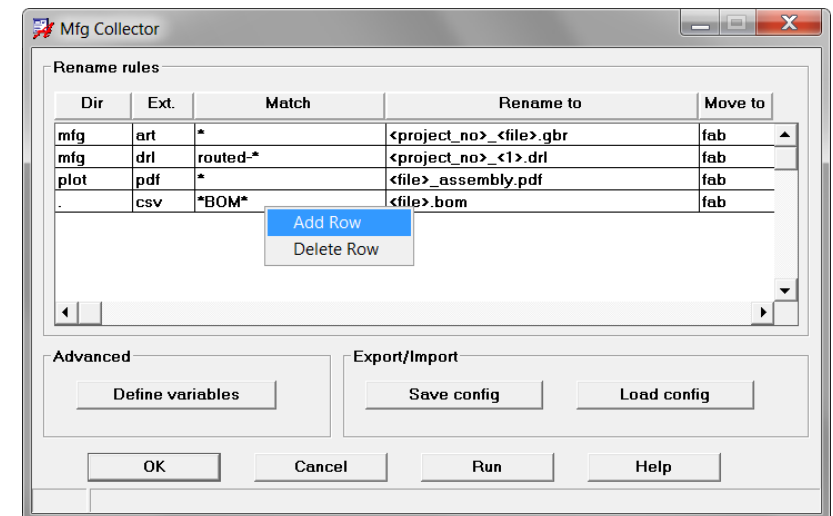 Mfg Collector
Rename rules
Dir Ext. Match Rename to Move to
mfg art * <project_no>_<file>.gbr fab
mfg drl routed-* <project_no>_<1>.drl fab
plot pdf * <file>_assembly.pdf fab
. csv *BOM* <file>.bom fab
Add Row
Delete Row
Advanced Export/Import
Define variables Save config Load config
OK Cancel Run Help